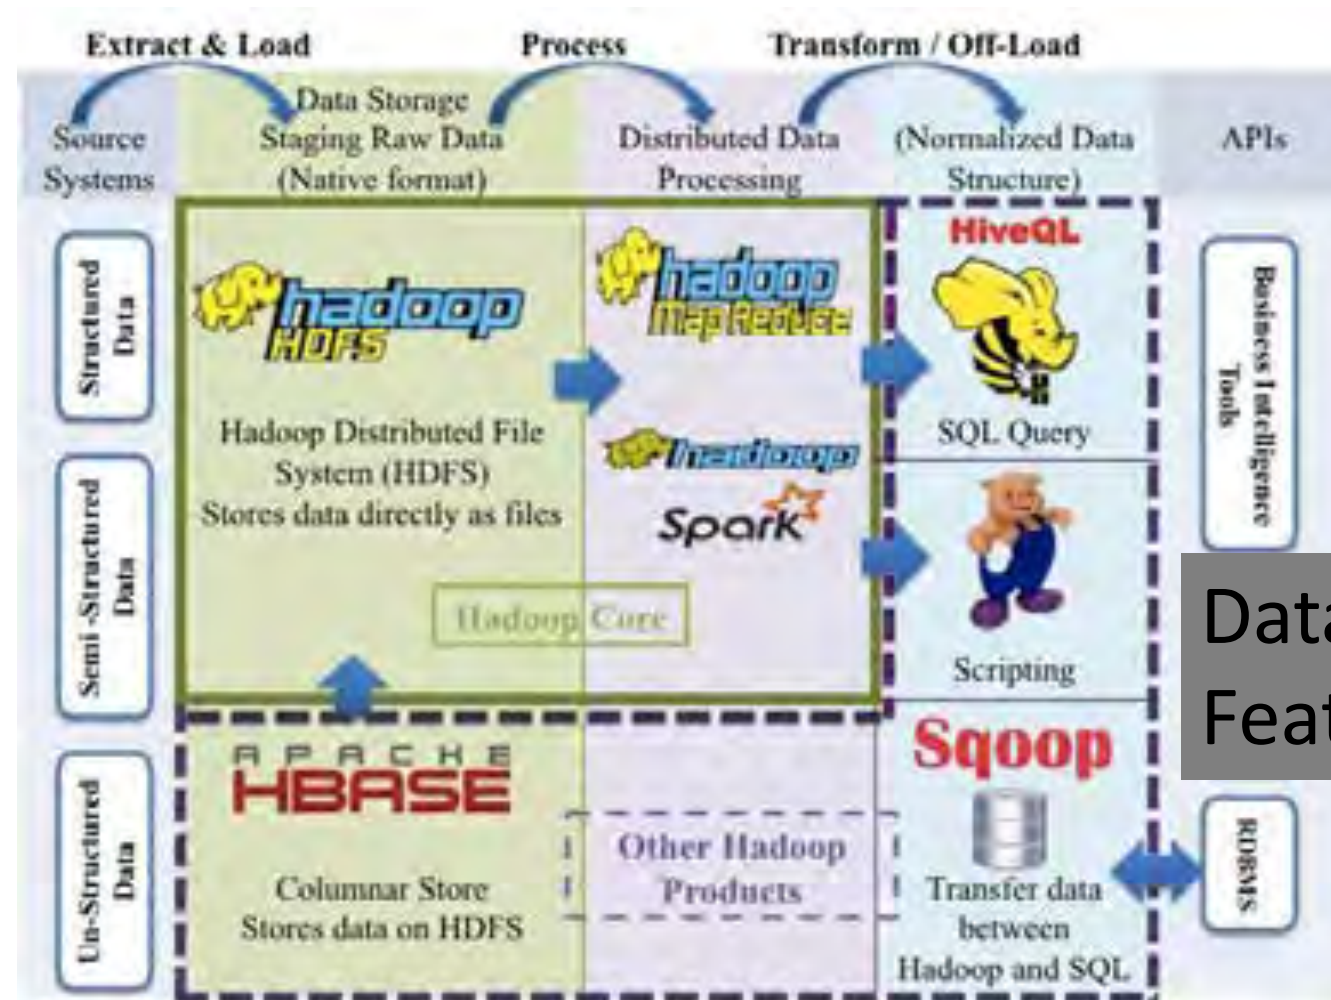 Extract & Load
Process
Transform / Off-Load
Source
Systems
Data Storage
Staging Raw Data
(Native format)
Distributed Data
Processing
(Normalized Data
Structure)
APIs
Structured
Data
Semi -Structured
Data
Un-Structured
Data
hadoop
HDFS
Hadoop Distributed File
System (HDFS)
Stores data directly as files
hadoop
Map Reduce
hadoop
Spark
Hadoop Core
HiveQL
SQL Query
Scripting
APACHE
HBASE
Columnar Store
Stores data on HDFS
Other Hadoop
Products
Sqoop
Transfer data
between
Hadoop and SQL
Business Intelligence
Tools
RDBMS